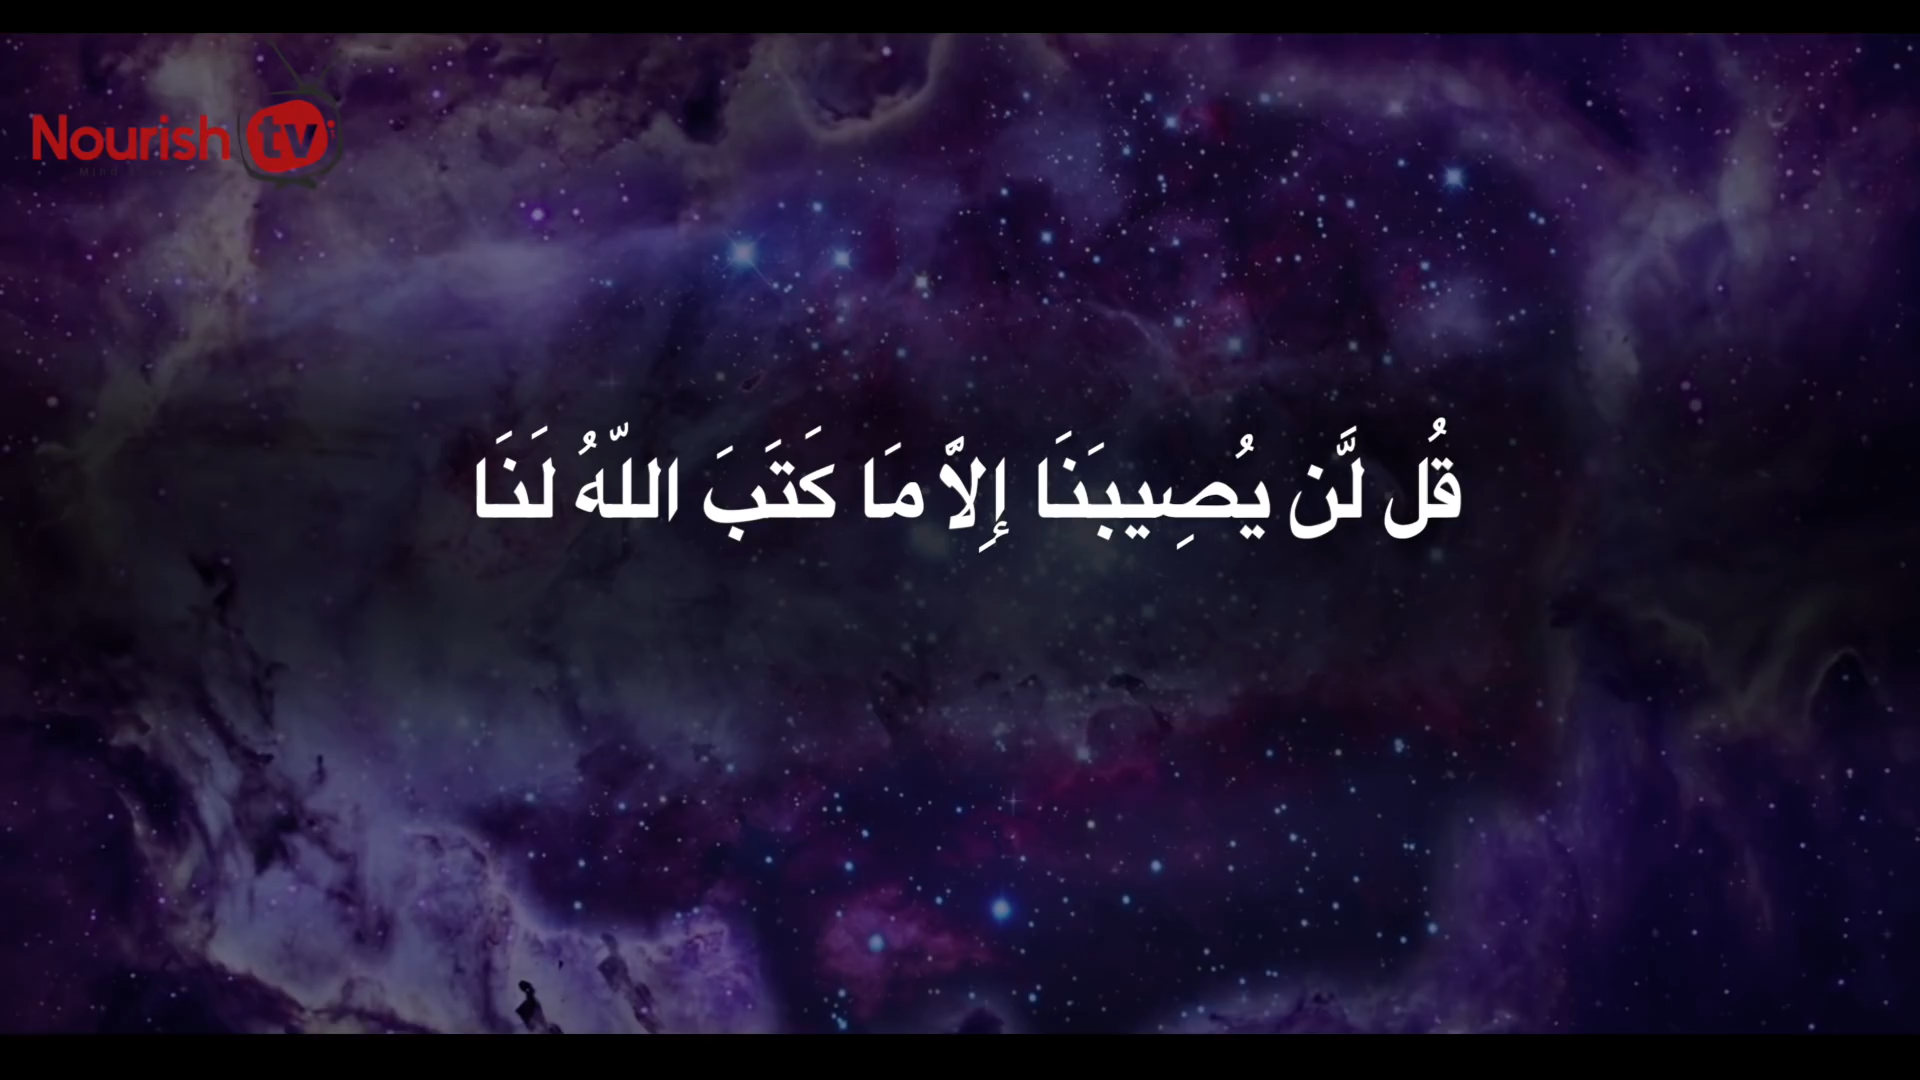 Nourish tv
قُل لَّن يُصِيبَنَا إِلاَّ مَا كَتَبَ اللّهُ لَنَا